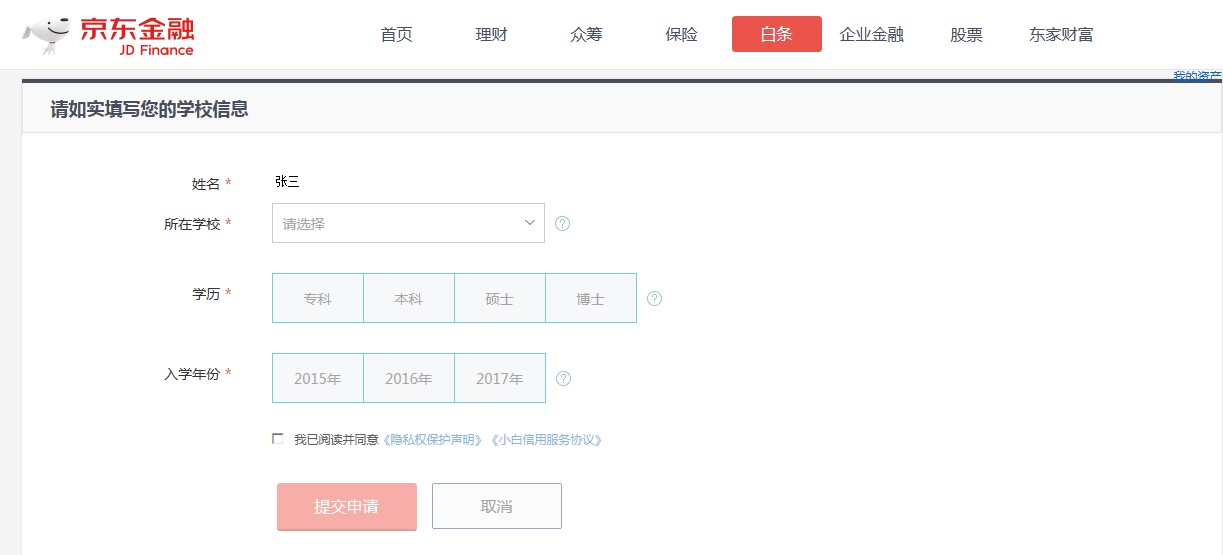 京东金融
JD Finance
首页 理财 众筹 保险 白条 企业金融 股票 东家财富
我的资产
请如实填写您的学校信息
姓名 * 张三
所在学校 * 请选择 ?
学历 * 专科 本科 硕士 博士 ?
入学年份 * 2015年 2016年 2017年 ?
我已阅读并同意《隐私权保护声明》《小白信用服务协议》
提交申请 取消